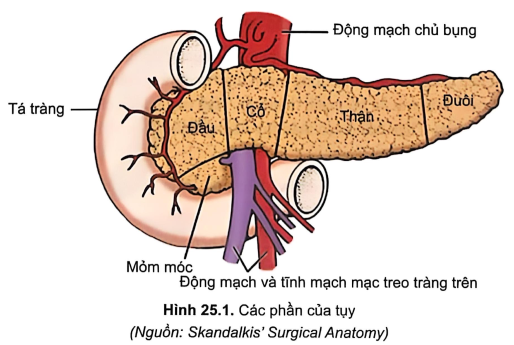 Động mạch chủ bụng
Tá tràng
Đầu
Cổ
Thân
Đuôi
Mỏm móc
Động mạch và tĩnh mạch mạc treo tràng trên
Hình 25.1. Các phần của tụy
(Nguồn: Skandalkis' Surgical Anatomy)